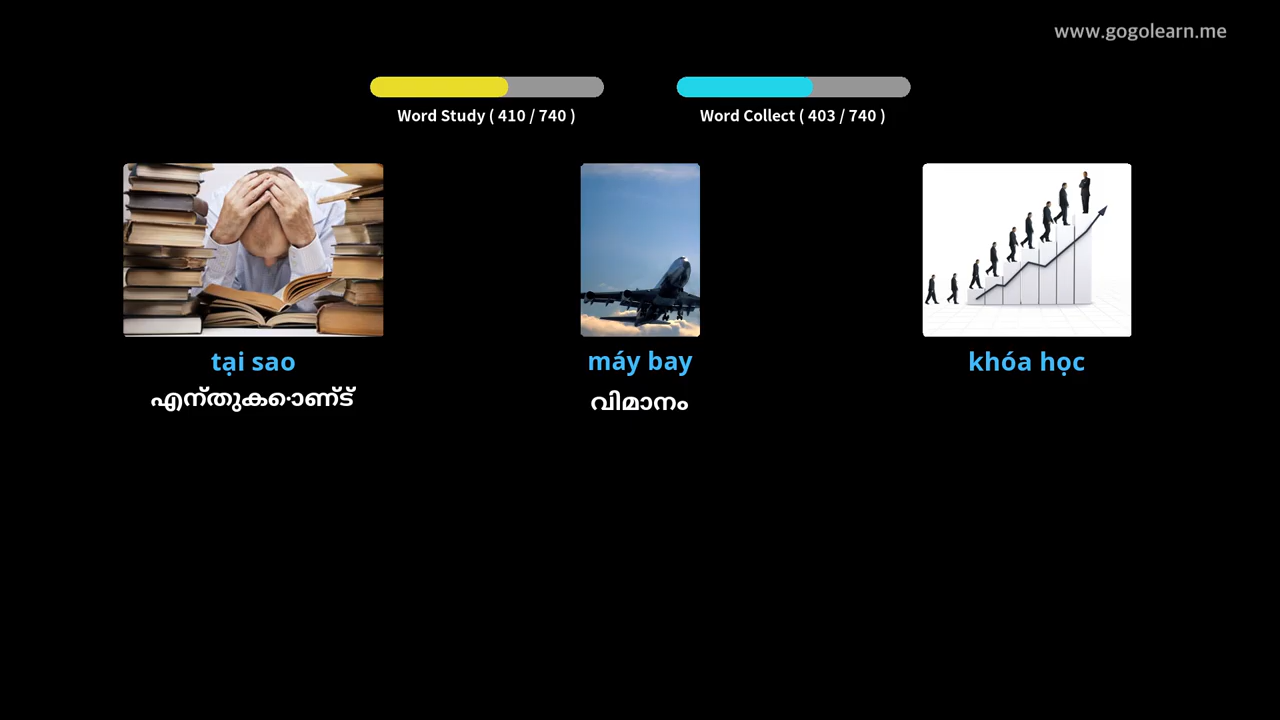 www.gogolearn.me
Word Study ( 410 / 740 )
Word Collect ( 403 / 740 )
tại sao
máy bay
khóa học
എന്തുകൊണ്ട്
വിമാനം